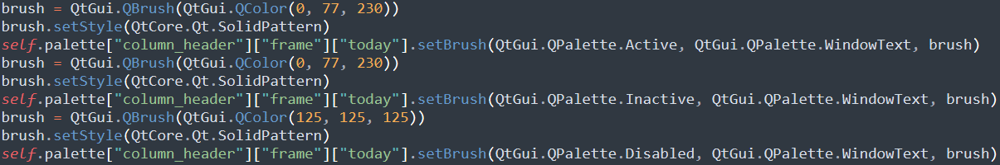 brush = QtGui.QBrush(QtGui.QColor(0, 77, 230))
brush.setStyle(QtCore.Qt.SolidPattern)
self.palette["column_header"]["frame"]["today"].setBrush(QtGui.QPalette.Active, QtGui.QPalette.WindowText, brush)
brush = QtGui.QBrush(QtGui.QColor(0, 77, 230))
brush.setStyle(QtCore.Qt.SolidPattern)
self.palette["column_header"]["frame"]["today"].setBrush(QtGui.QPalette.Inactive, QtGui.QPalette.WindowText, brush)
brush = QtGui.QBrush(QtGui.QColor(125, 125, 125))
brush.setStyle(QtCore.Qt.SolidPattern)
self.palette["column_header"]["frame"]["today"].setBrush(QtGui.QPalette.Disabled, QtGui.QPalette.WindowText, brush)